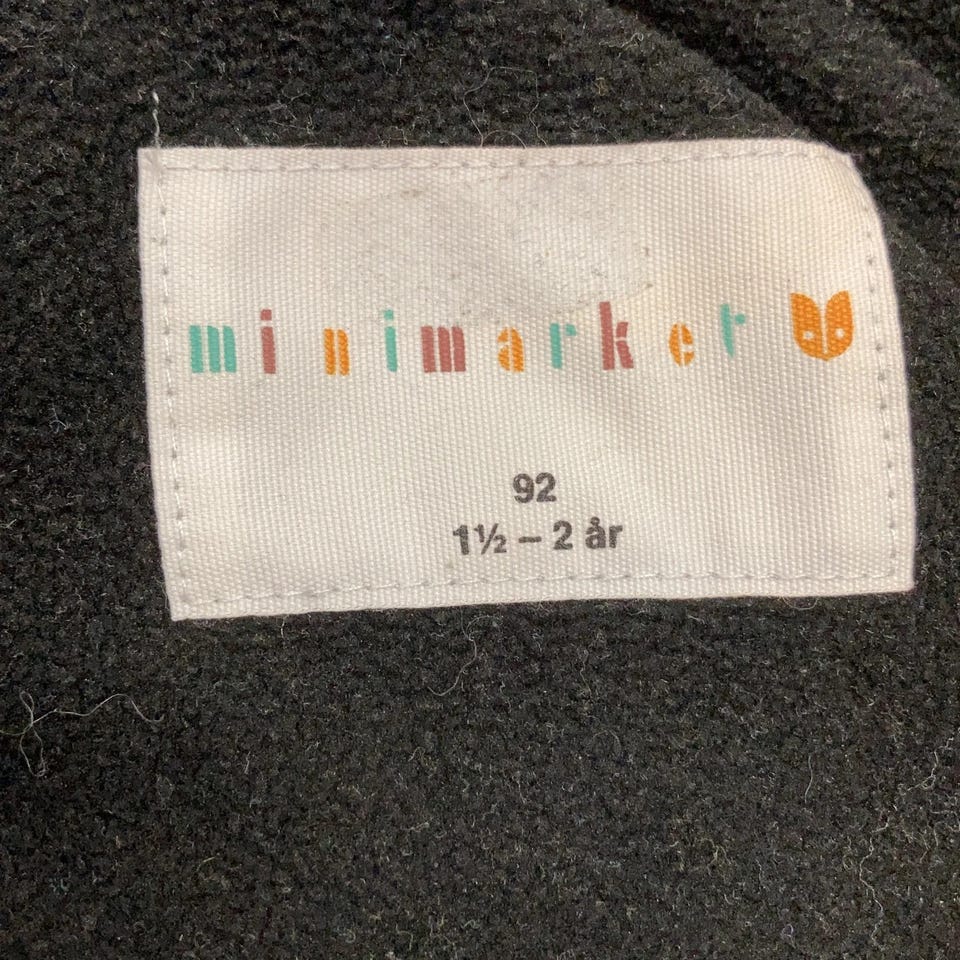 minimarket
92
1½ – 2 år